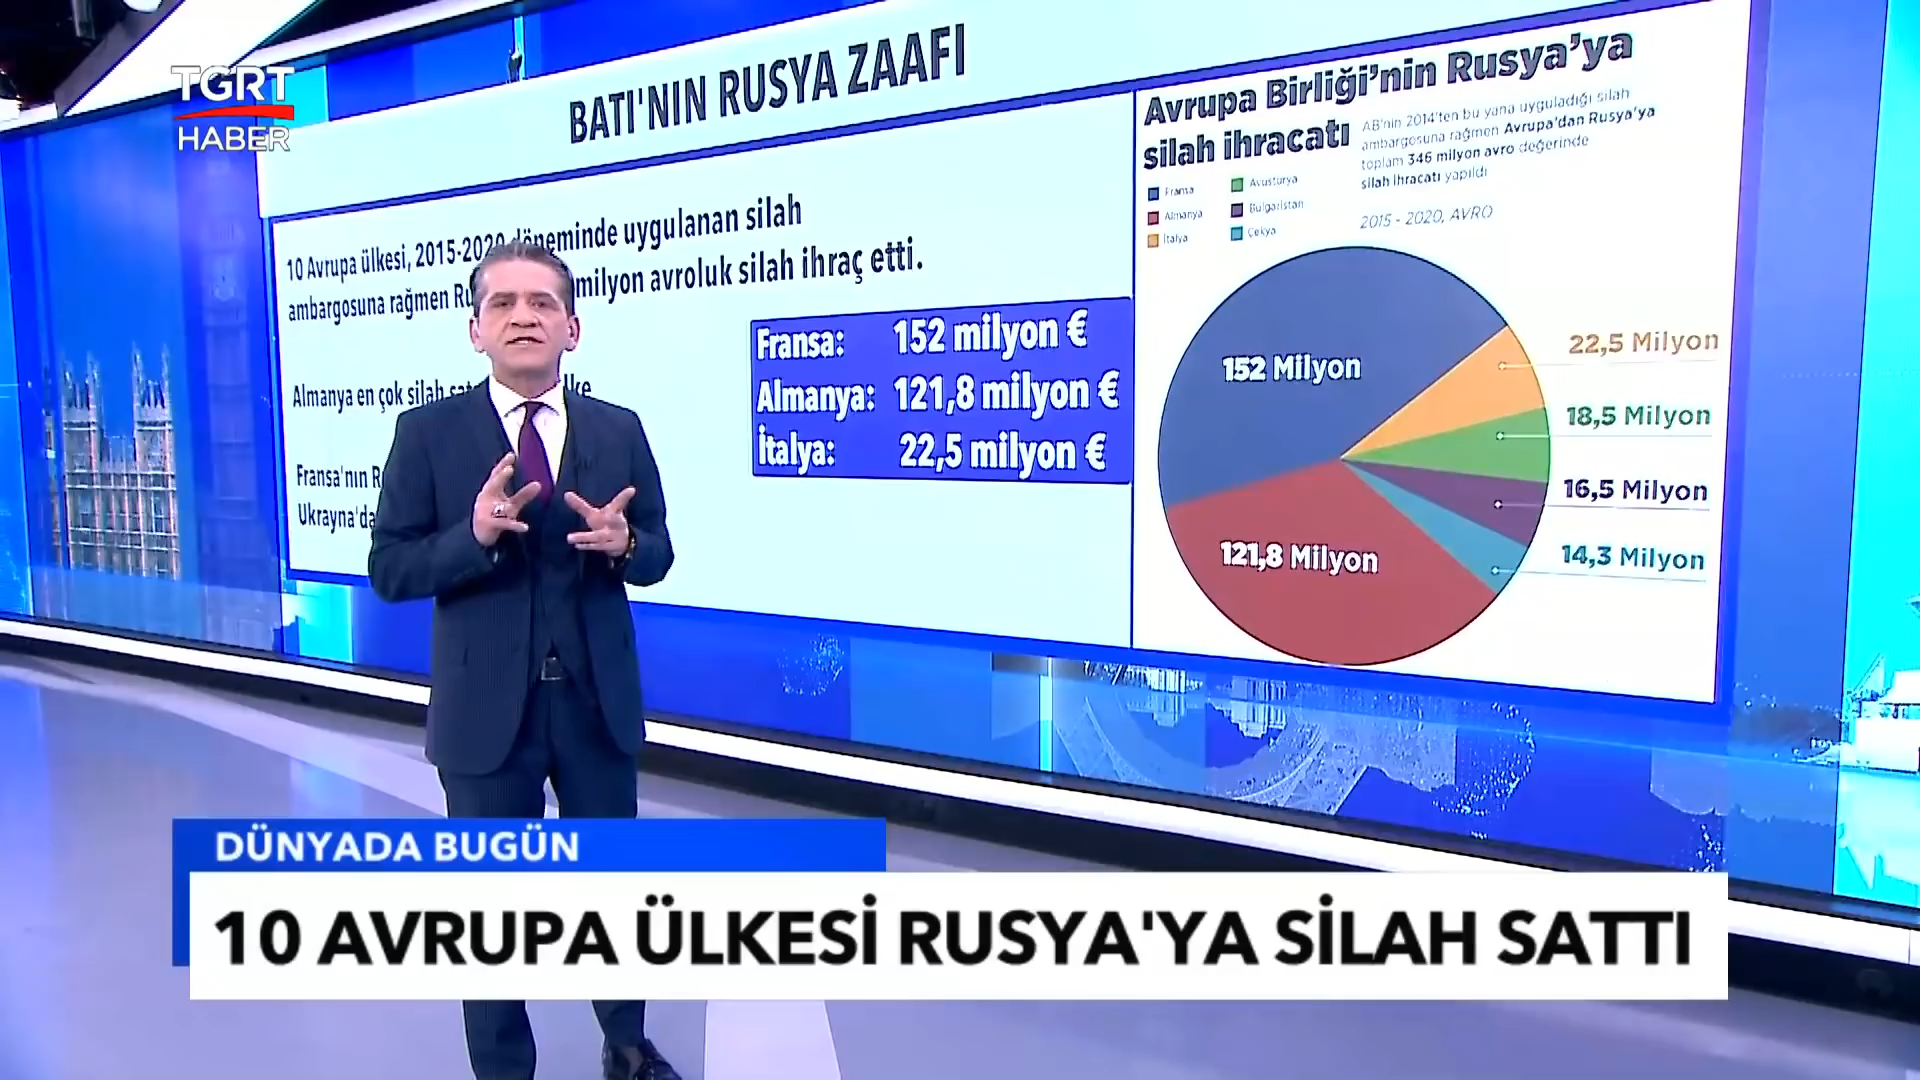 TGRT
HABER
BATI'NIN RUSYA ZAAFI
10 Avrupa ülkesi, 2015-2020 döneminde uygulanan silah
ambargosuna rağmen milyon avroluk silah ihraç etti.
Almanya en çok silah
Fransa'nın
Fransa: 152 milyon €
Almanya: 121,8 milyon €
İtalya: 22,5 milyon €
Avrupa Birliği'nin Rusya'ya
silah ihracatı
AB'nin 2014'ten bu yana uyguladığı silah
ambargosuna rağmen Avrupa'dan Rusya'ya
toplam 346 milyon avro değerinde
silah ihracatı yapıldı
2015 - 2020, AVRO
Fransa
Almanya
İtalya
Avusturya
Bulgaristan
Çekya
152 Milyon
22,5 Milyon
18,5 Milyon
16,5 Milyon
14,3 Milyon
121,8 Milyon
DÜNYADA BUGÜN
10 AVRUPA ÜLKESİ RUSYA'YA SİLAH SATTI